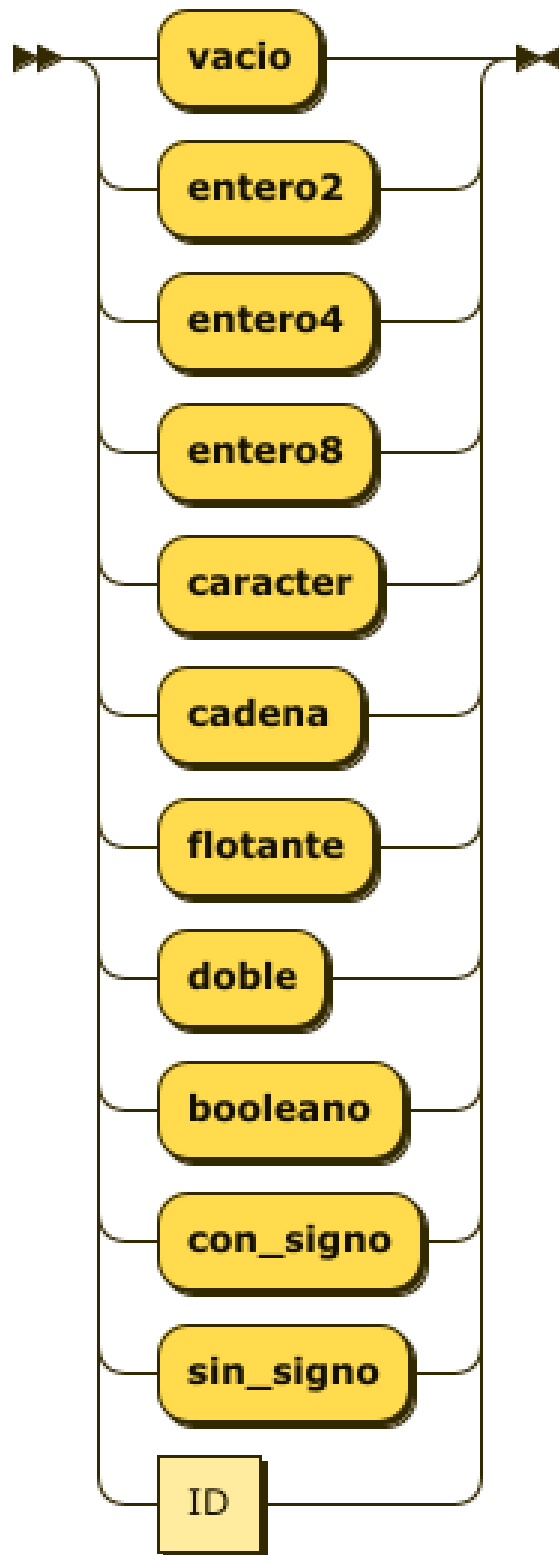 vacio
entero2
entero4
entero8
caracter
cadena
flotante
doble
booleano
con_signo
sin_signo
ID